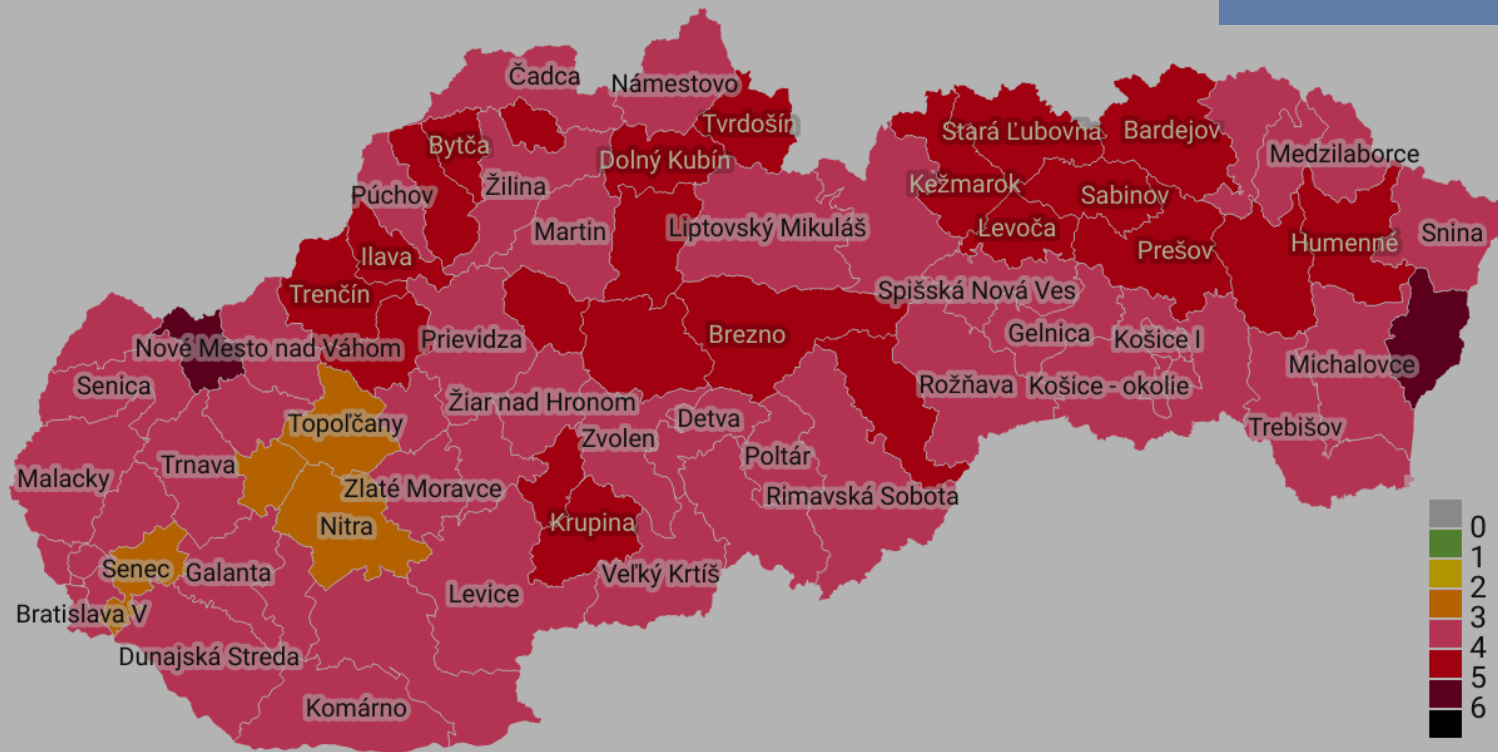 Čadca
Námestovo
Tvrdošín
Stará Ľubovňa
Bardejov
Bytča
Dolný Kubín
Medzilaborce
Púchov
Žilina
Kežmarok
Sabinov
Martin
Liptovský Mikuláš
Levoča
Snina
Ilava
Prešov
Humenné
Trenčín
Spišská Nová Ves
Nové Mesto nad Váhom
Prievidza
Brezno
Gelnica
Košice I
Senica
Michalovce
Žiar nad Hronom
Rožňava
Košice - okolie
Topoľčany
Zvolen
Detva
Trebišov
Malacky
Trnava
Poltár
Zlaté Moravce
Rimavská Sobota
Nitra
Krupina
Senec
Galanta
Veľký Krtíš
Levice
Bratislava V
Dunajská Streda
Komárno
0
1
2
3
4
5
6